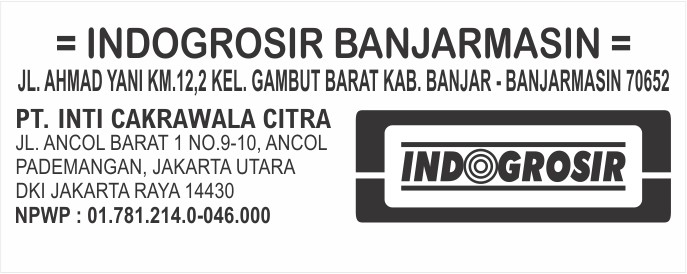 = INDOGROSIR BANJARMASIN =
JL. AHMAD YANI KM.12,2 KEL. GAMBUT BARAT KAB. BANJAR - BANJARMASIN 70652
PT. INTI CAKRAWALA CITRA
JL. ANCOL BARAT 1 NO.9-10, ANCOL
PADEMANGAN, JAKARTA UTARA
DKI JAKARTA RAYA 14430
NPWP : 01.781.214.0-046.000
INDOGROSIR